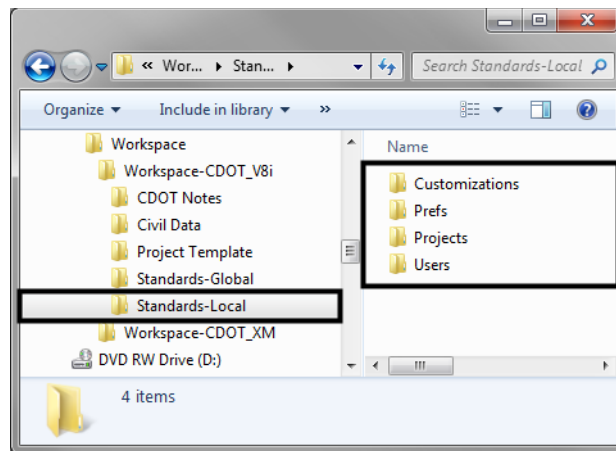 « Wor... Stan...
Search Standards-Local
Organize Include in library »
Workspace
Workspace-CDOT_V8i
CDOT Notes
Civil Data
Project Template
Standards-Global
Standards-Local
Workspace-CDOT_XM
DVD RW Drive (D:)
Name
Customizations
Prefs
Projects
Users
4 items